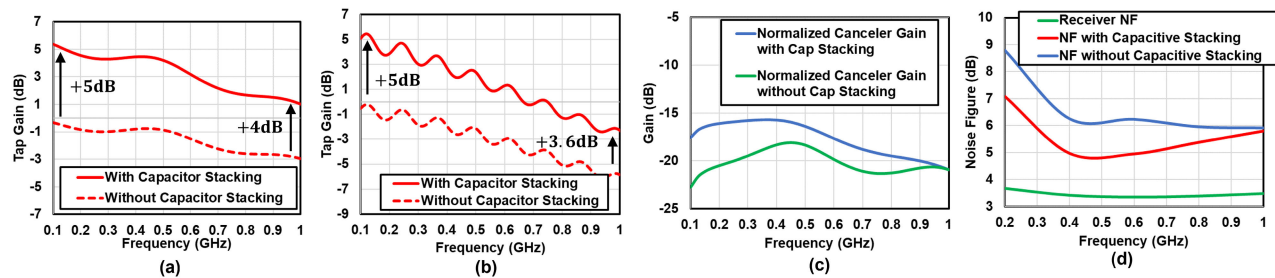 7
5
3
1
-1
-3
-5
-7
Tap Gain (dB)
+5dB
+4dB
With Capacitor Stacking
Without Capacitor Stacking
0.1 0.2 0.3 0.4 0.5 0.6 0.7 0.8 0.9 1
Frequency (GHz)
(a)
7
5
3
1
-1
-3
-5
-7
-9
Tap Gain (dB)
+5dB
+3.6dB
With Capacitor Stacking
Without Capacitor Stacking
0.1 0.2 0.3 0.4 0.5 0.6 0.7 0.8 0.9 1
Frequency (GHz)
(b)
-5
-10
-15
-20
-25
Gain (dB)
Normalized Canceler Gain
with Cap Stacking
Normalized Canceler Gain
without Cap Stacking
0.1 0.2 0.3 0.4 0.5 0.6 0.7 0.8 0.9 1
Frequency (GHz)
(c)
10
9
8
7
6
5
4
3
Noise Figure (dB)
Receiver NF
NF with Capacitive Stacking
NF without Capacitive Stacking
0.2 0.3 0.4 0.5 0.6 0.7 0.8 0.9 1
Frequency (GHz)
(d)